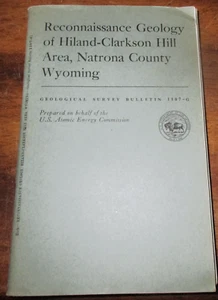 Reconnaissance Geology
of Hiland-Clarkson Hill
Area, Natrona County
Wyoming
GEOLOGICAL SURVEY BULLETIN 1107-G
Prepared on behalf of the
U.S. Atomic Energy Commission